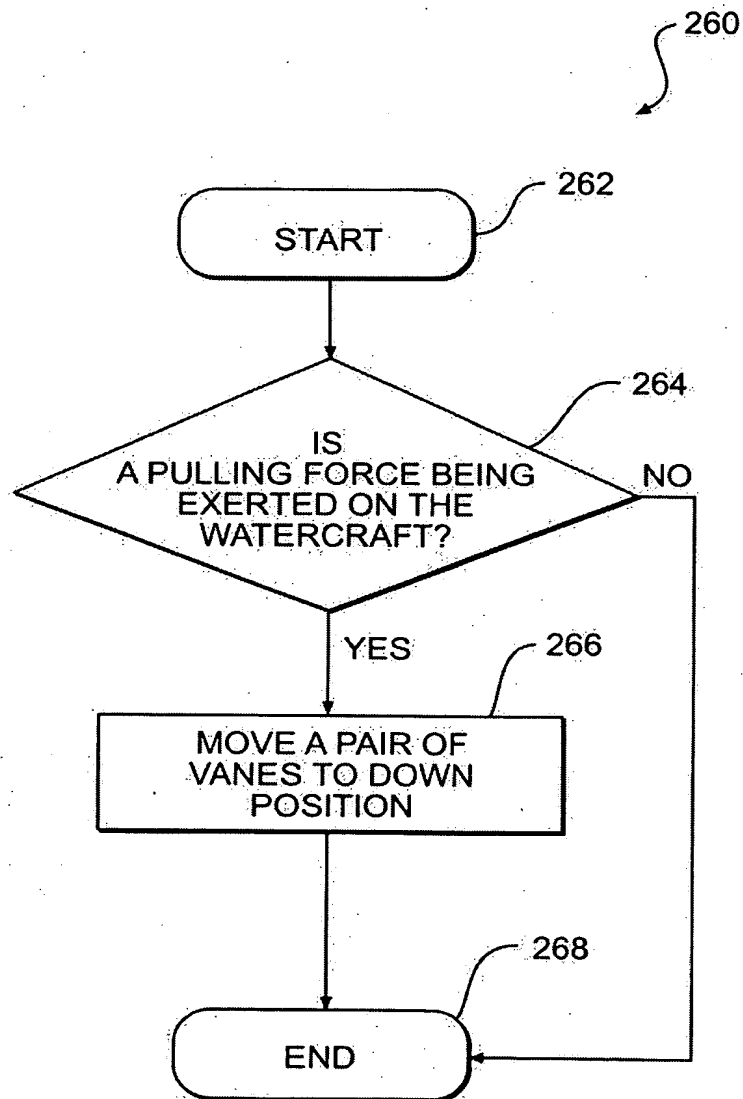 260
262
START
264
IS
A PULLING FORCE BEING
EXERTED ON THE
WATERCRAFT?
NO
YES
266
MOVE A PAIR OF
VANES TO DOWN
POSITION
268
END